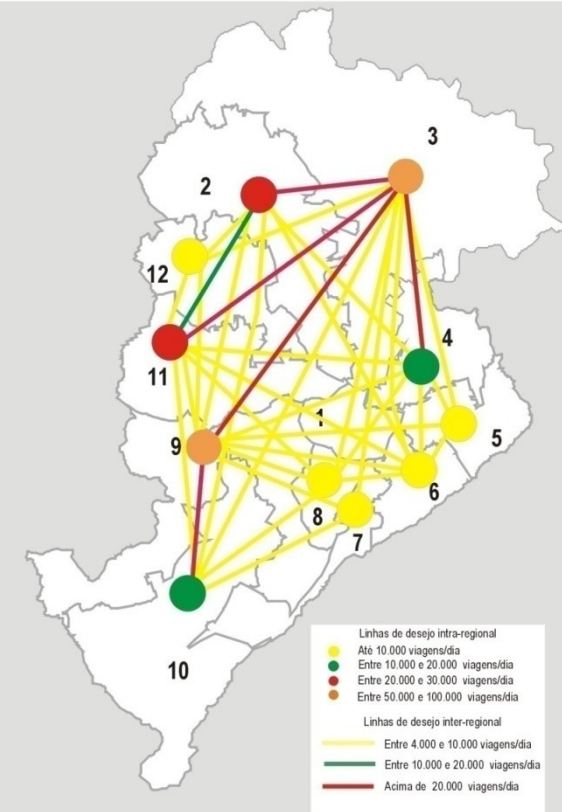 3
2
12
4
11
1
9
5
6
8
7
10
Linhas de desejo intra-regional
Até 10.000 viagens/dia
Entre 10.000 e 20.000 viagens/dia
Entre 20.000 e 30.000 viagens/dia
Entre 50.000 e 100.000 viagens/dia
Linhas de desejo inter-regional
Entre 4.000 e 10.000 viagens/dia
Entre 10.000 e 20.000 viagens/dia
Acima de 20.000 viagens/dia